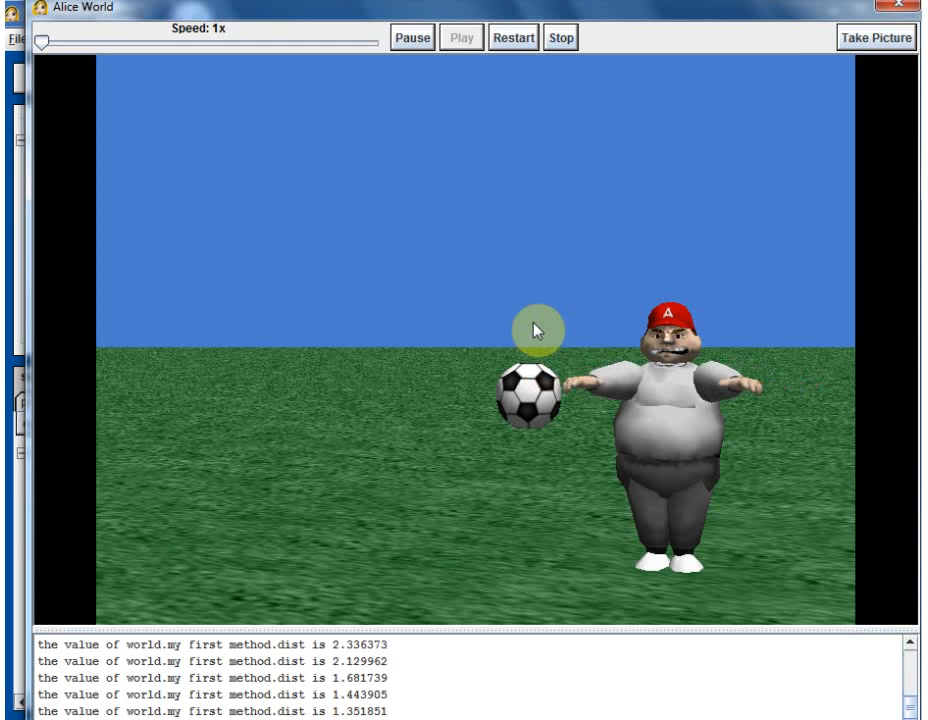 Alice World
File
Speed: 1x
Pause
Play
Restart
Stop
Take Picture
A
the value of world.my first method.dist is 2.336373
the value of world.my first method.dist is 2.129962
the value of world.my first method.dist is 1.681739
the value of world.my first method.dist is 1.443905
the value of world.my first method.dist is 1.351851